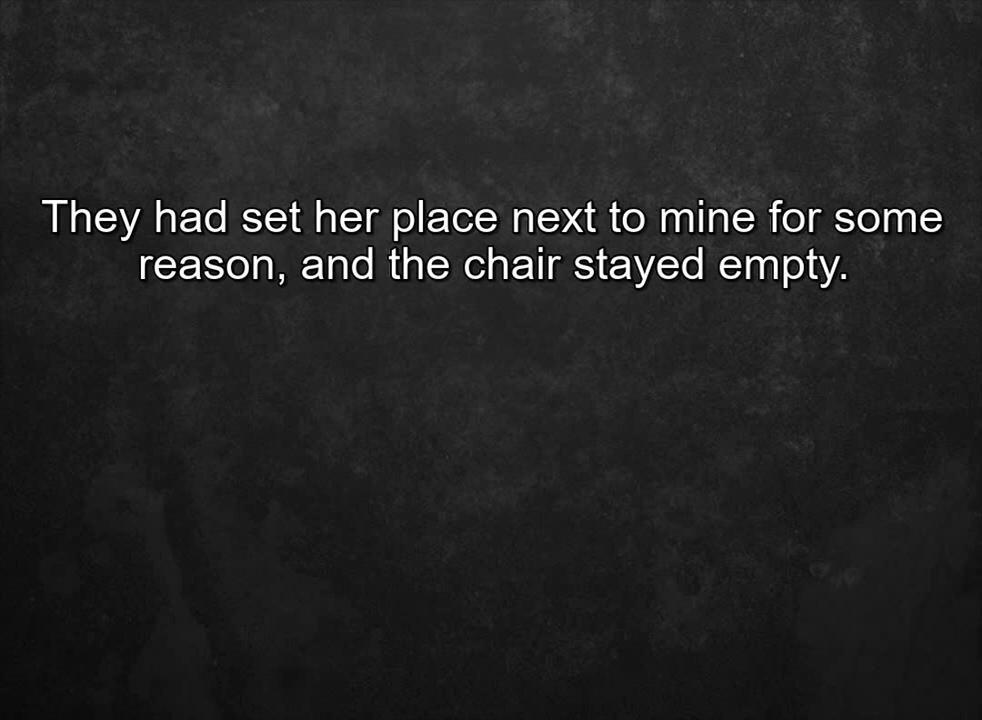 They had set her place next to mine for some
reason, and the chair stayed empty.